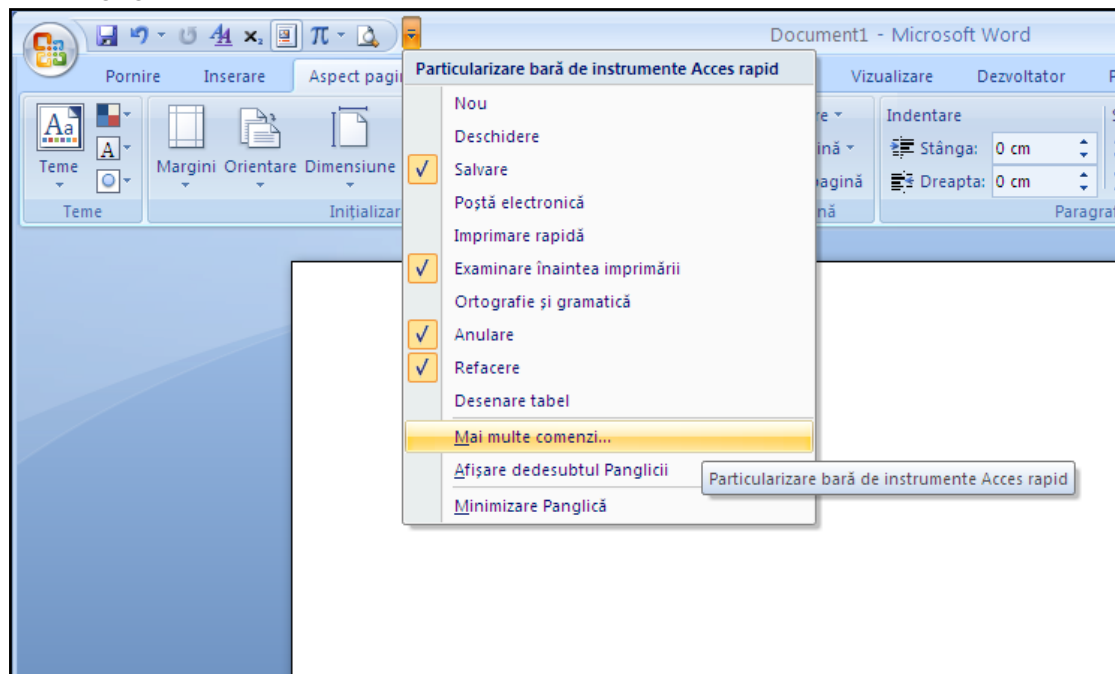 Document1 - Microsoft Word
Pornire Inserare Aspect pagi Vizualizare Dezvoltator
Particularizare bară de instrumente Acces rapid
Nou
Deschidere
Salvare
Poștă electronică
Imprimare rapidă
Examinare înaintea imprimării
Ortografie și gramatică
Anulare
Refacere
Desenare tabel
Mai multe comenzi...
Afișare dedesubtul Panglicii
Minimizare Panglică
Particularizare bară de instrumente Acces rapid
Aa
A
Teme
Margini Orientare Dimensiune
Teme
Inițializar
Indentare
Stânga: 0 cm
Dreapta: 0 cm
Paragraf